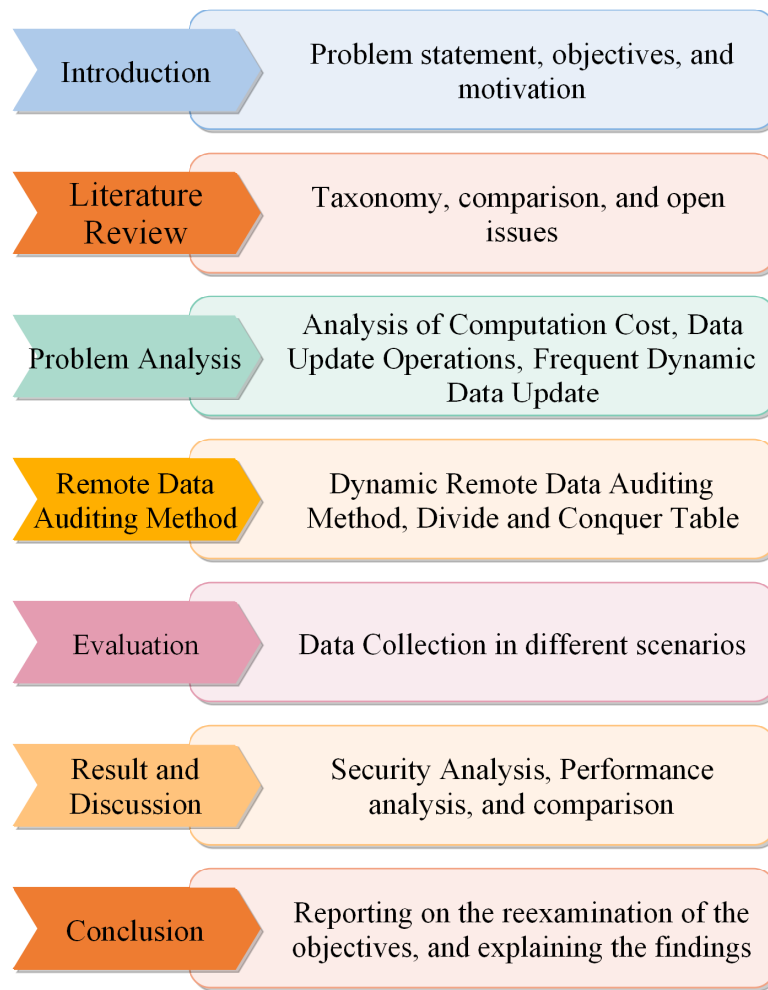 Introduction
Problem statement, objectives, and
motivation
Literature
Review
Taxonomy, comparison, and open
issues
Problem Analysis
Analysis of Computation Cost, Data
Update Operations, Frequent Dynamic
Data Update
Remote Data
Auditing Method
Dynamic Remote Data Auditing
Method, Divide and Conquer Table
Evaluation
Data Collection in different scenarios
Result and
Discussion
Security Analysis, Performance
analysis, and comparison
Conclusion
Reporting on the reexamination of the
objectives, and explaining the findings